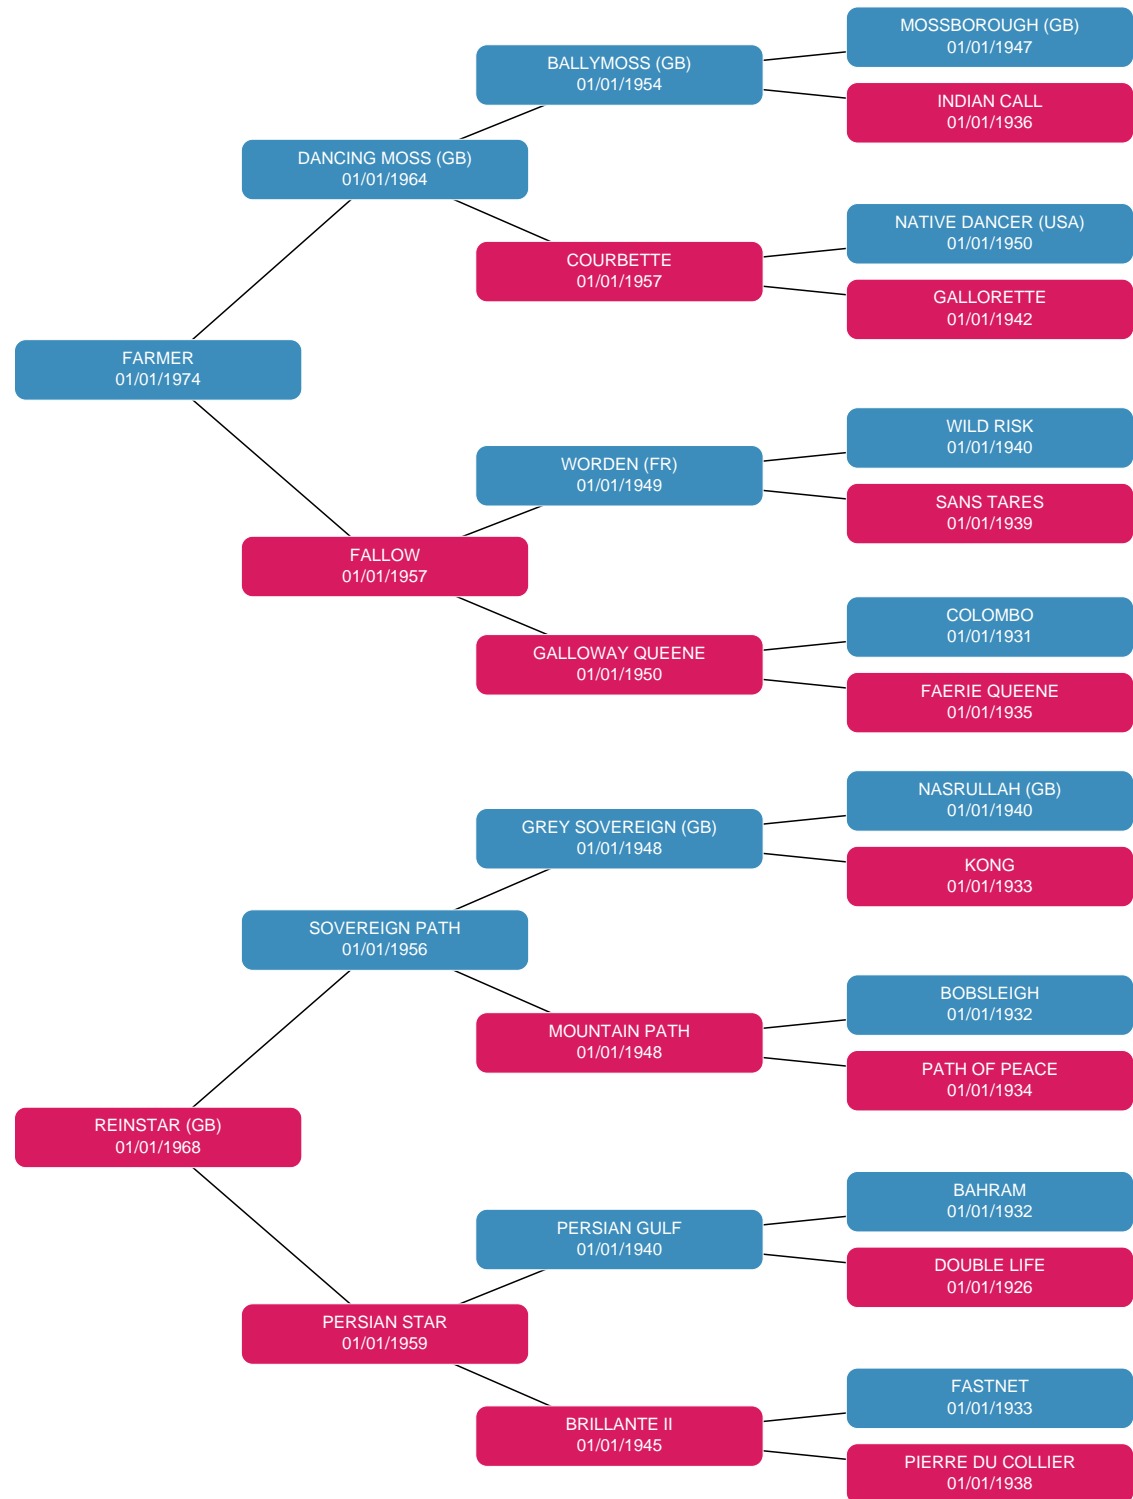 MOSSBOROUGH (GB)
01/01/1947
BALLYMOSS (GB)
01/01/1954
INDIAN CALL
01/01/1936
DANCING MOSS (GB)
01/01/1964
NATIVE DANCER (USA)
01/01/1950
COURBETTE
01/01/1957
GALLORETTE
01/01/1942
FARMER
01/01/1974
WILD RISK
01/01/1940
WORDEN (FR)
01/01/1949
SANS TARES
01/01/1939
FALLOW
01/01/1957
COLOMBO
01/01/1931
GALLOWAY QUEENE
01/01/1950
FAERIE QUEENE
01/01/1935
NASRULLAH (GB)
01/01/1940
GREY SOVEREIGN (GB)
01/01/1948
KONG
01/01/1933
SOVEREIGN PATH
01/01/1956
BOBSLEIGH
01/01/1932
MOUNTAIN PATH
01/01/1948
PATH OF PEACE
01/01/1934
REINSTAR (GB)
01/01/1968
BAHRAM
01/01/1932
PERSIAN GULF
01/01/1940
DOUBLE LIFE
01/01/1926
PERSIAN STAR
01/01/1959
FASTNET
01/01/1933
BRILLANTE II
01/01/1945
PIERRE DU COLLIER
01/01/1938